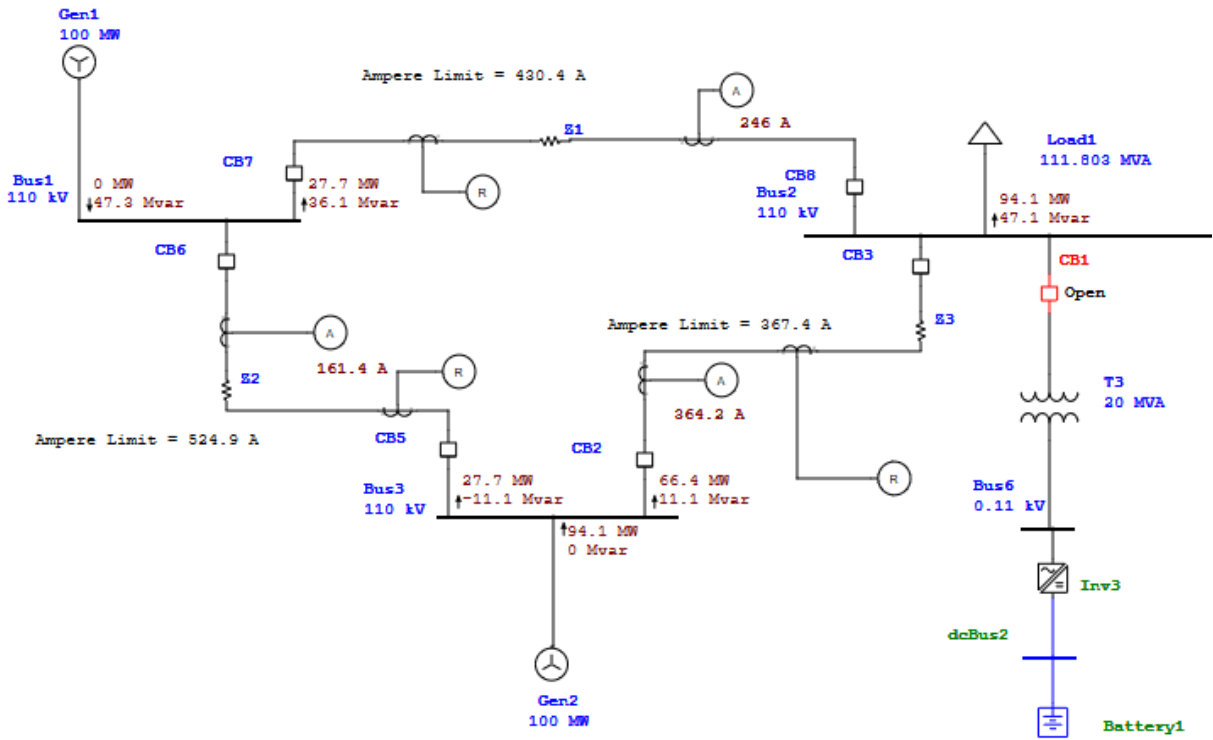 Gen1
100 MW
Ampere Limit = 430.4 A
A
246 A
Z1
Load1
111.803 MVA
CB7
R
CB8
Bus1
110 kV
0 MW
47.3 Mvar
27.7 MW
36.1 Mvar
Bus2
110 kV
94.1 MW
47.1 Mvar
CB6
CB3
CB1
Open
A
161.4 A
Ampere Limit = 367.4 A
Z3
Z2
R
A
364.2 A
T3
20 MVA
Ampere Limit = 524.9 A
CB5
CB2
R
Bus3
110 kV
27.7 MW
-11.1 Mvar
66.4 MW
11.1 Mvar
Bus6
0.11 kV
94.1 MW
0 Mvar
Inv3
dcBus2
Gen2
100 MW
Battery1